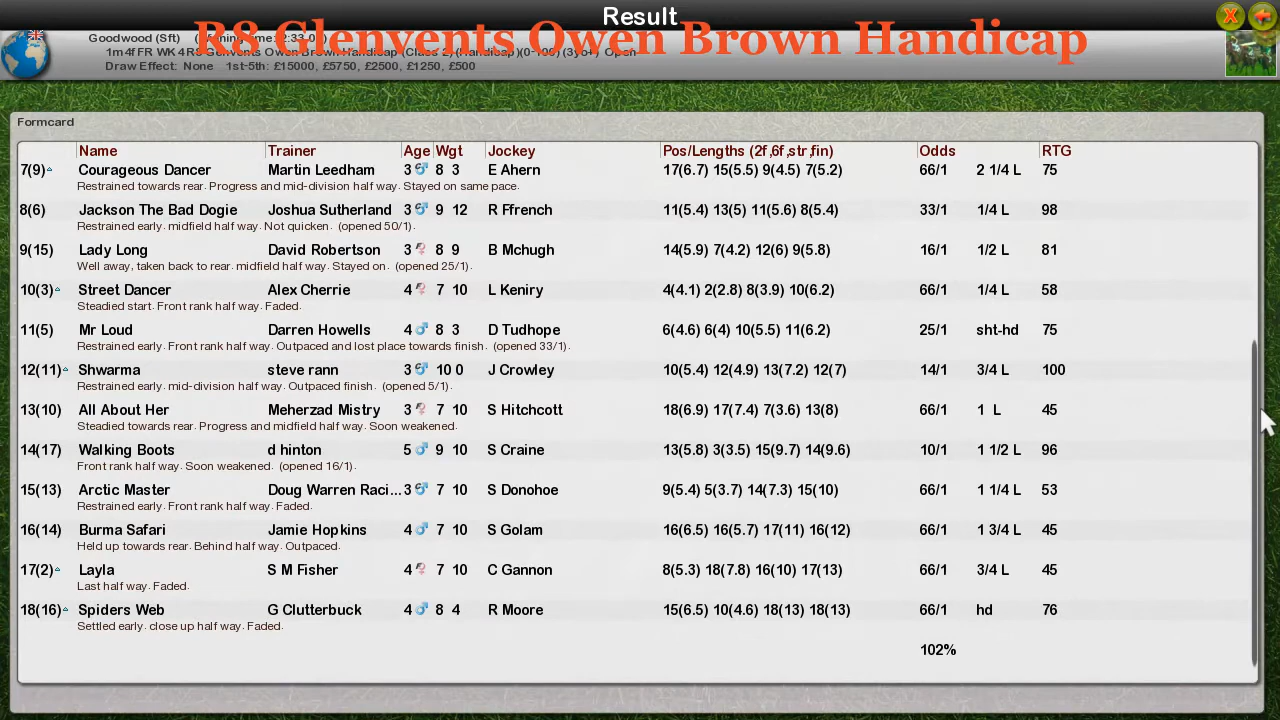 Result
R8 Glenvents Owen Brown Handicap
Goodwood (Sft)
1m4fFR WK 4 (Class 2) (Handicap)(0-100) (3yo+) Open
Draw Effect: None 1st-5th: £15000, £5750, £2500, £1250, £500
Formcard
Name Trainer Age Wgt Jockey Pos/Lengths (2f,6f,str,fin) Odds RTG
7(9) Courageous Dancer Martin Leedham 3 8 3 E Ahern 17(6.7) 15(5.5) 9(4.5) 7(5.2) 66/1 2 1/4 L 75
Restrained towards rear. Progress and mid-division half way. Stayed on same pace.
8(6) Jackson The Bad Dogie Joshua Sutherland 3 9 12 R Ffrench 11(5.4) 13(5) 11(5.6) 8(5.4) 33/1 1/4 L 98
Restrained early. midfield half way. Not quicken. (opened 50/1).
9(15) Lady Long David Robertson 3 8 9 B Mchugh 14(5.9) 7(4.2) 12(6) 9(5.8) 16/1 1/2 L 81
Well away, taken back to rear. midfield half way. Stayed on. (opened 25/1).
10(3) Street Dancer Alex Cherrie 4 7 10 L Keniry 4(4.1) 2(2.8) 8(3.9) 10(6.2) 66/1 1/4 L 58
Steadied start. Front rank half way. Faded.
11(5) Mr Loud Darren Howells 4 8 3 D Tudhope 6(4.6) 6(4) 10(5.5) 11(6.2) 25/1 sht-hd 75
Restrained early. Front rank half way. Outpaced and lost place towards finish. (opened 33/1).
12(11) Shwarma steve rann 3 10 0 J Crowley 10(5.4) 12(4.9) 13(7.2) 12(7) 14/1 3/4 L 100
Restrained early. mid-division half way. Outpaced finish. (opened 5/1).
13(10) All About Her Meherzad Mistry 3 7 10 S Hitchcott 18(6.9) 17(7.4) 7(3.6) 13(8) 66/1 1 L 45
Steadied towards rear. Progress and midfield half way. Soon weakened.
14(17) Walking Boots d hinton 5 9 10 S Craine 13(5.8) 3(3.5) 15(9.7) 14(9.6) 10/1 1 1/2 L 96
Front rank half way. Soon weakened. (opened 16/1).
15(13) Arctic Master Doug Warren Raci... 3 7 10 S Donohoe 9(5.4) 5(3.7) 14(7.3) 15(10) 66/1 1 1/4 L 53
Restrained early. Front rank half way. Faded.
16(14) Burma Safari Jamie Hopkins 4 7 10 S Golam 16(6.5) 16(5.7) 17(11) 16(12) 66/1 1 3/4 L 45
Held up towards rear. Behind half way. Outpaced.
17(2) Layla S M Fisher 4 7 10 C Gannon 8(5.3) 18(7.8) 16(10) 17(13) 66/1 3/4 L 45
Last half way. Faded.
18(16) Spiders Web G Clutterbuck 4 8 4 R Moore 15(6.5) 10(4.6) 18(13) 18(13) 66/1 hd 76
Settled early. close up half way. Faded.
102%